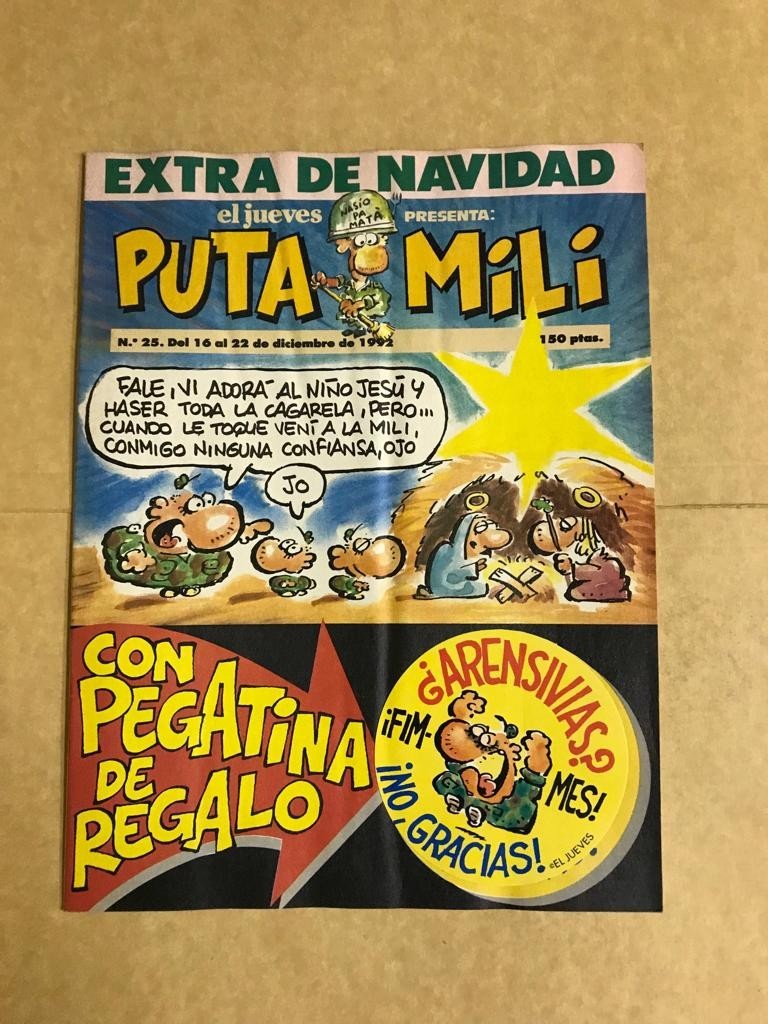 EXTRA DE NAVIDAD
el jueves PRESENTA:
NASÍO
PA
MATÁ
PUTA MiLi
N.º 25. Del 16 al 22 de diciembre de 1992 150 ptas.
FALE, VI ADORÁ AL NIÑO JESÚ Y
HASER TODA LA CAGARELA, PERO...
CUANDO LE TOQUE VENÍ A LA MILI,
CONMIGO NINGUNA CONFIANSA, OJO
JO
CON
PEGATiNA
DE
REGALO
¿ARENSIVIAS?
¡FIM-
MES!
¡NO, GRACIAS!
©EL JUEVES